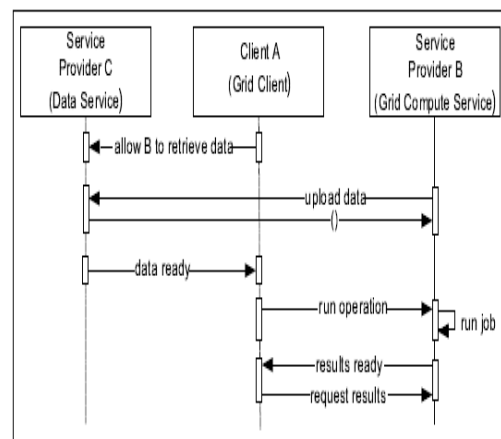 Service
Provider C
(Data Service)
Client A
(Grid Client)
Service
Provider B
(Grid Compute Service)
allow B to retrieve data
upload data
()
data ready
run operation
run job
results ready
request results